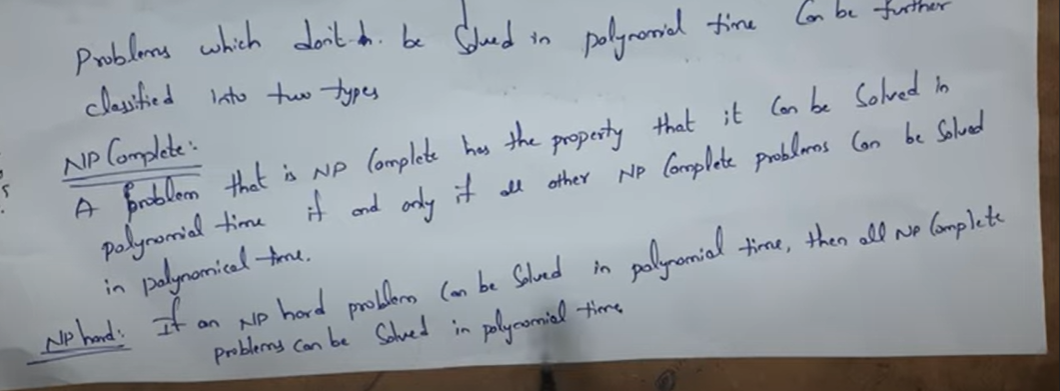 Problems which don't be Solved in polynomial time Can be further
classified into two types
NP Complete:
A problem that is NP Complete has the property that it Can be Solved in
polynomial time if and only if all other NP Complete problems Can be Solved
in polynomical time.
NP hard: If an NP hard problem Can be Solved in polynomial time, then all NP Complete
problems can be Solved in polynomial time.